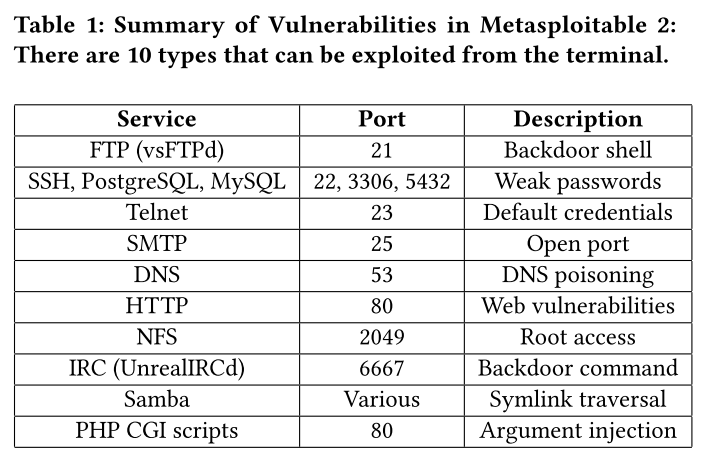 Table 1: Summary of Vulnerabilities in Metasploitable 2:
There are 10 types that can be exploited from the terminal.
Service Port Description
FTP (vsFTPd) 21 Backdoor shell
SSH, PostgreSQL, MySQL 22, 3306, 5432 Weak passwords
Telnet 23 Default credentials
SMTP 25 Open port
DNS 53 DNS poisoning
HTTP 80 Web vulnerabilities
NFS 2049 Root access
IRC (UnrealIRCd) 6667 Backdoor command
Samba Various Symlink traversal
PHP CGI scripts 80 Argument injection